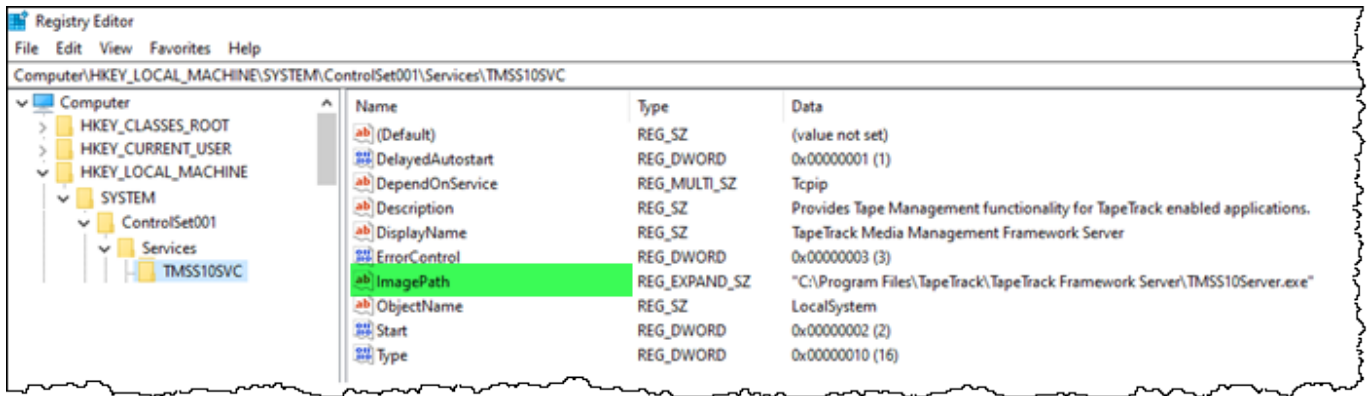 Registry Editor
File Edit View Favorites Help
Computer\HKEY_LOCAL_MACHINE\SYSTEM\ControlSet001\Services\TMSS10SVC
Computer
HKEY_CLASSES_ROOT
HKEY_CURRENT_USER
HKEY_LOCAL_MACHINE
SYSTEM
ControlSet001
Services
TMSS10SVC
Name Type Data
(Default) REG_SZ (value not set)
DelayedAutostart REG_DWORD 0x00000001 (1)
DependOnService REG_MULTI_SZ Tcpip
Description REG_SZ Provides Tape Management functionality for TapeTrack enabled applications.
DisplayName REG_SZ TapeTrack Media Management Framework Server
ErrorControl REG_DWORD 0x00000003 (3)
ImagePath REG_EXPAND_SZ "C:\Program Files\TapeTrack\TapeTrack Framework Server\TMSS10Server.exe"
ObjectName REG_SZ LocalSystem
Start REG_DWORD 0x00000002 (2)
Type REG_DWORD 0x00000010 (16)